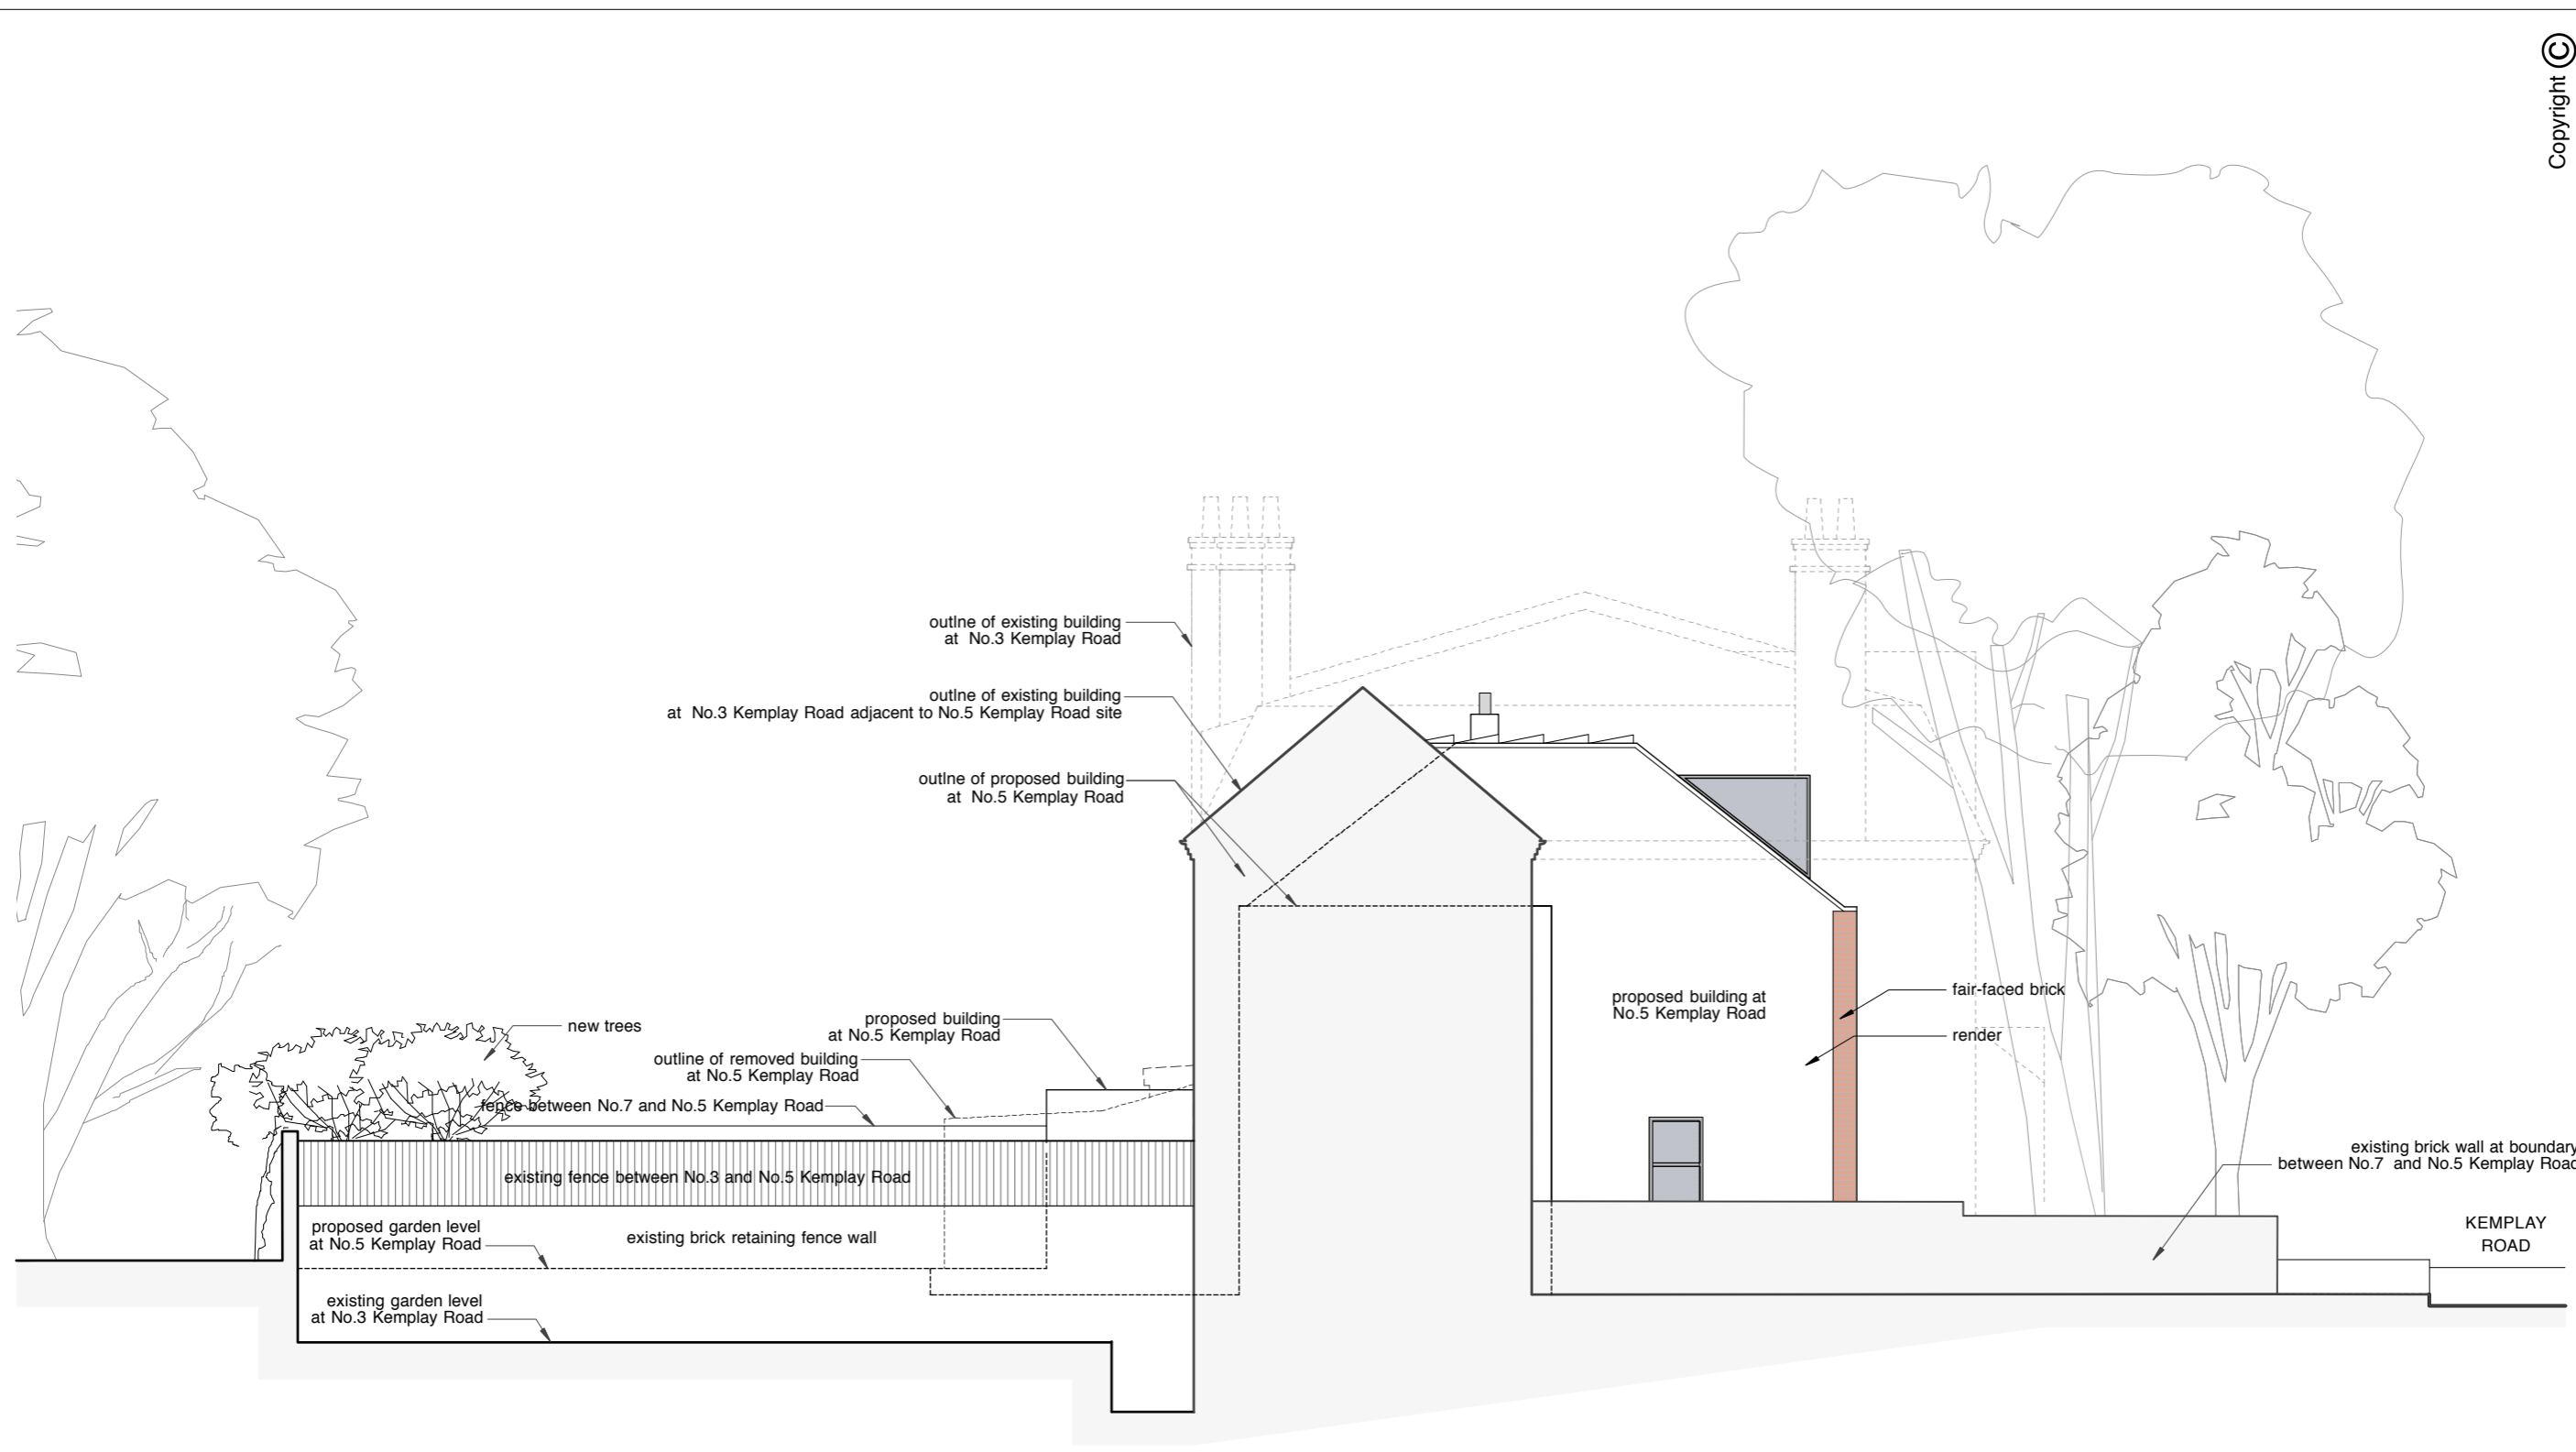 Copyright ©
outlne of existing building
at No.3 Kemplay Road
outlne of existing building
at No.3 Kemplay Road adjacent to No.5 Kemplay Road site
outlne of proposed building
at No.5 Kemplay Road
proposed building at
No.5 Kemplay Road
fair-faced brick
render
new trees
proposed building
at No.5 Kemplay Road
outline of removed building
at No.5 Kemplay Road
fence between No.7 and No.5 Kemplay Road
existing fence between No.3 and No.5 Kemplay Road
existing brick wall at boundary
between No.7 and No.5 Kemplay Road
proposed garden level
at No.5 Kemplay Road
existing brick retaining fence wall
KEMPLAY
ROAD
existing garden level
at No.3 Kemplay Road